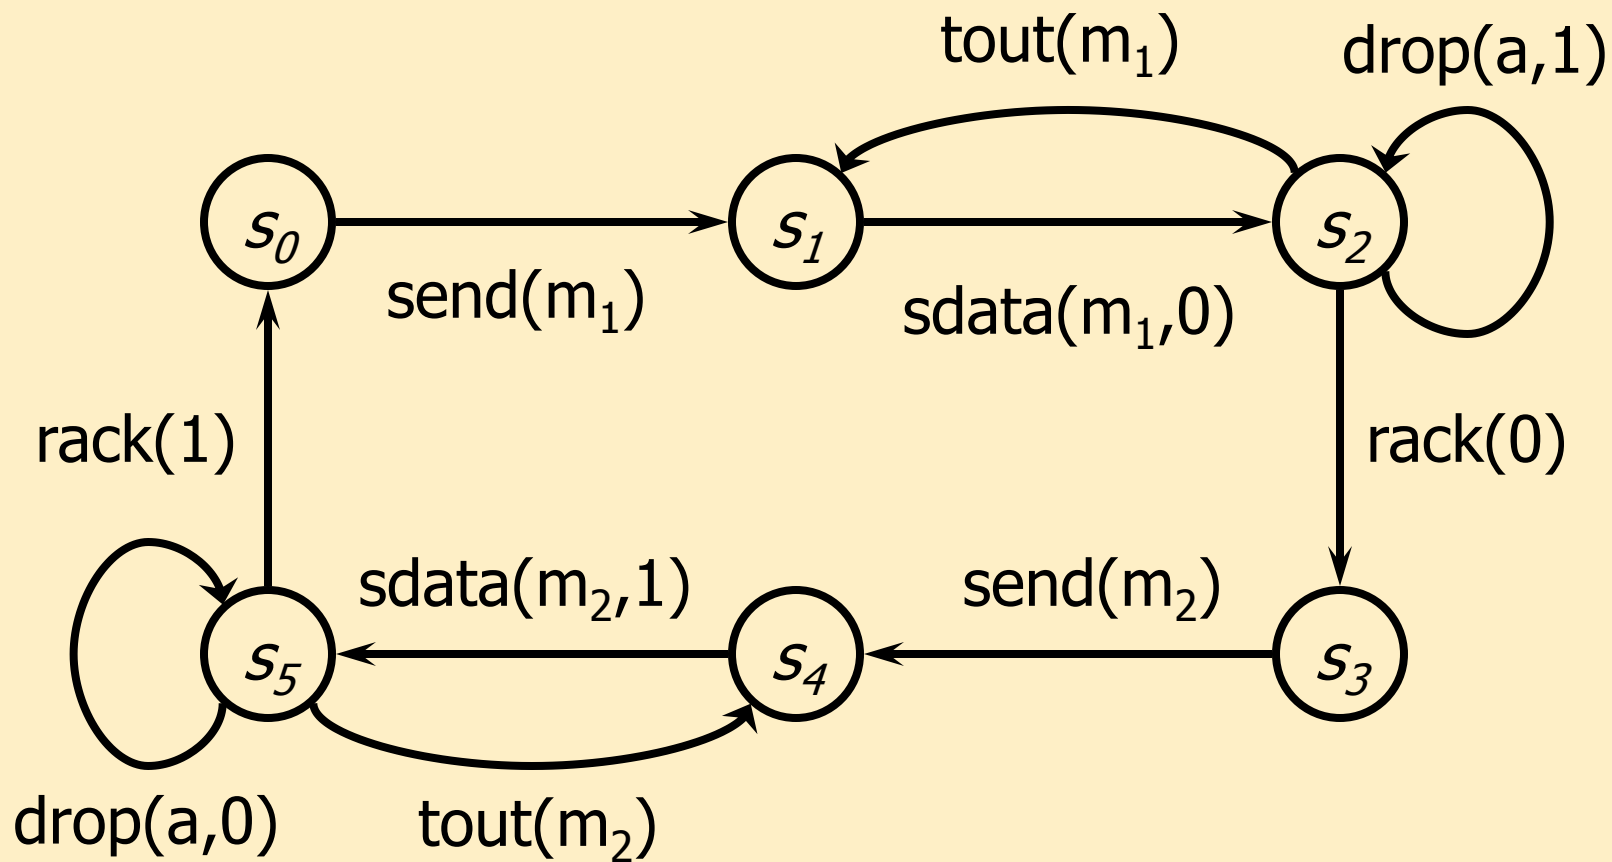 tout(m₁)
drop(a,1)
s₀
s₁
s₂
send(m₁)
sdata(m₁,0)
rack(1)
rack(0)
sdata(m₂,1)
send(m₂)
s₅
s₄
s₃
drop(a,0)
tout(m₂)